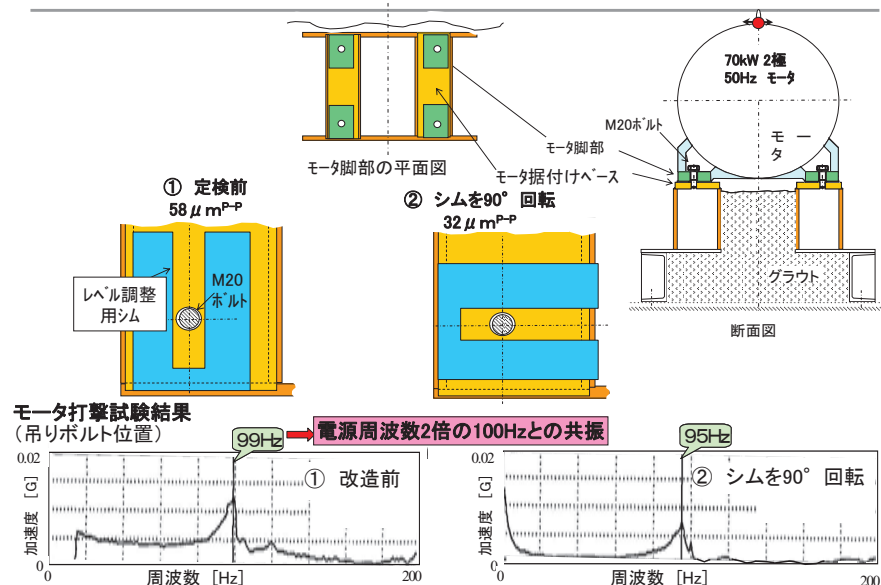 70kW 2極
50Hz モータ
M20ボルト
モータ
モータ脚部
モータ脚部の平面図
モータ据付けベース
① 定検前
58μmP-P
② シムを90° 回転
32μmP-P
レベル調整
用シム
M20
ボルト
グラウト
断面図
モータ打撃試験結果
(吊りボルト位置)
99Hz
電源周波数2倍の100Hzとの共振
95Hz
0.02
加速度 [G]
0
① 改造前
0
周波数 [Hz]
200
0.02
加速度 [G]
0
② シムを90° 回転
0
周波数 [Hz]
200